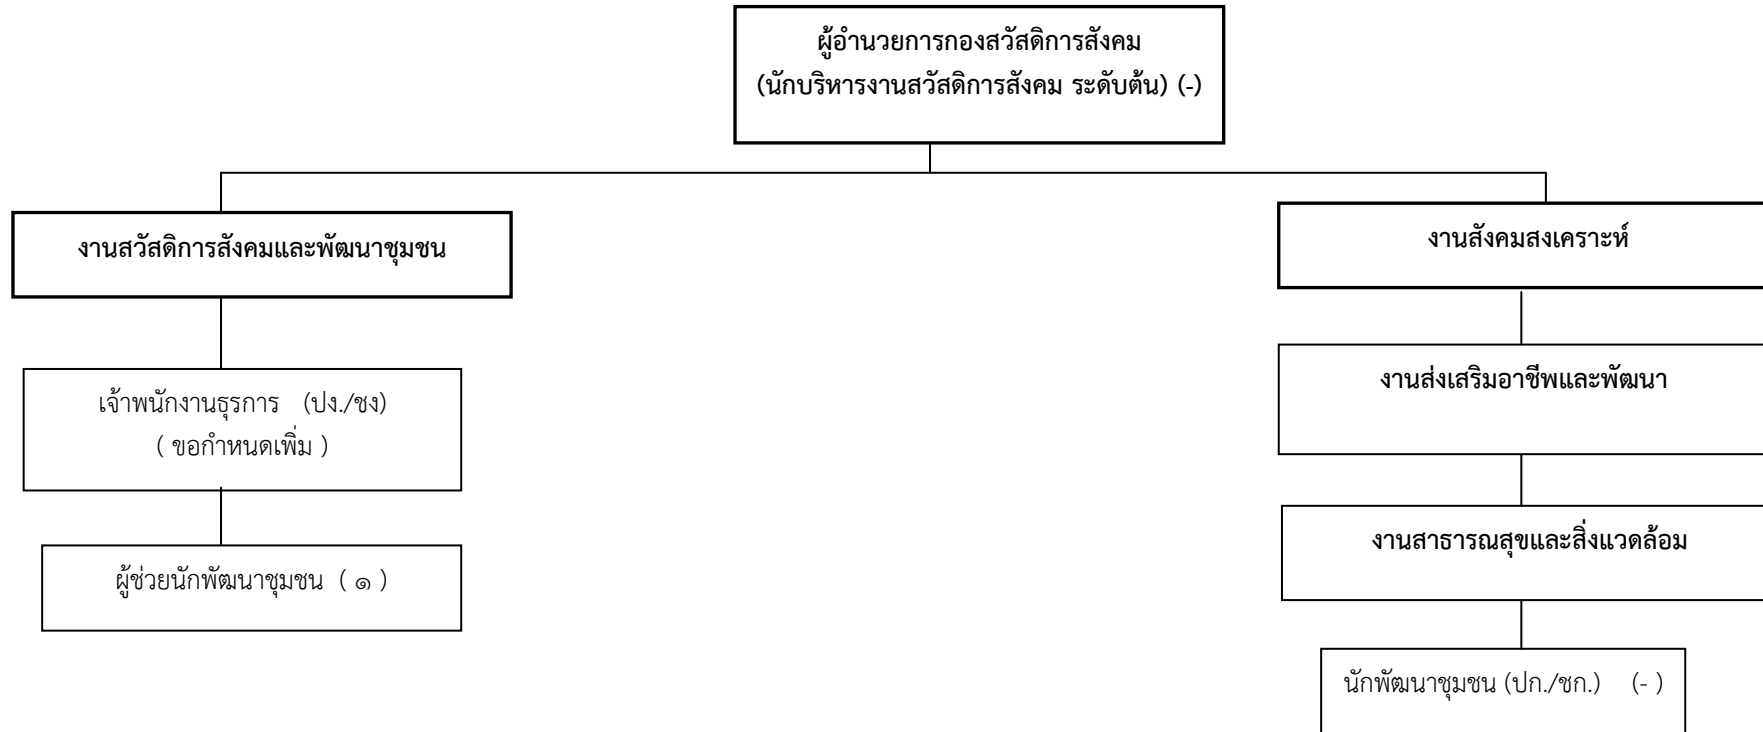 ผู้อำนวยการกองสวัสดิการสังคม
(นักบริหารงานสวัสดิการสังคม ระดับต้น) (-)
งานสวัสดิการสังคมและพัฒนาชุมชน
งานสังคมสงเคราะห์
เจ้าพนักงานธุรการ (ปง./ชง)
( ขอกำหนดเพิ่ม )
งานส่งเสริมอาชีพและพัฒนา
ผู้ช่วยนักพัฒนาชุมชน ( ๑ )
งานสาธารณสุขและสิ่งแวดล้อม
นักพัฒนาชุมชน (ปก./ชก.) (- )